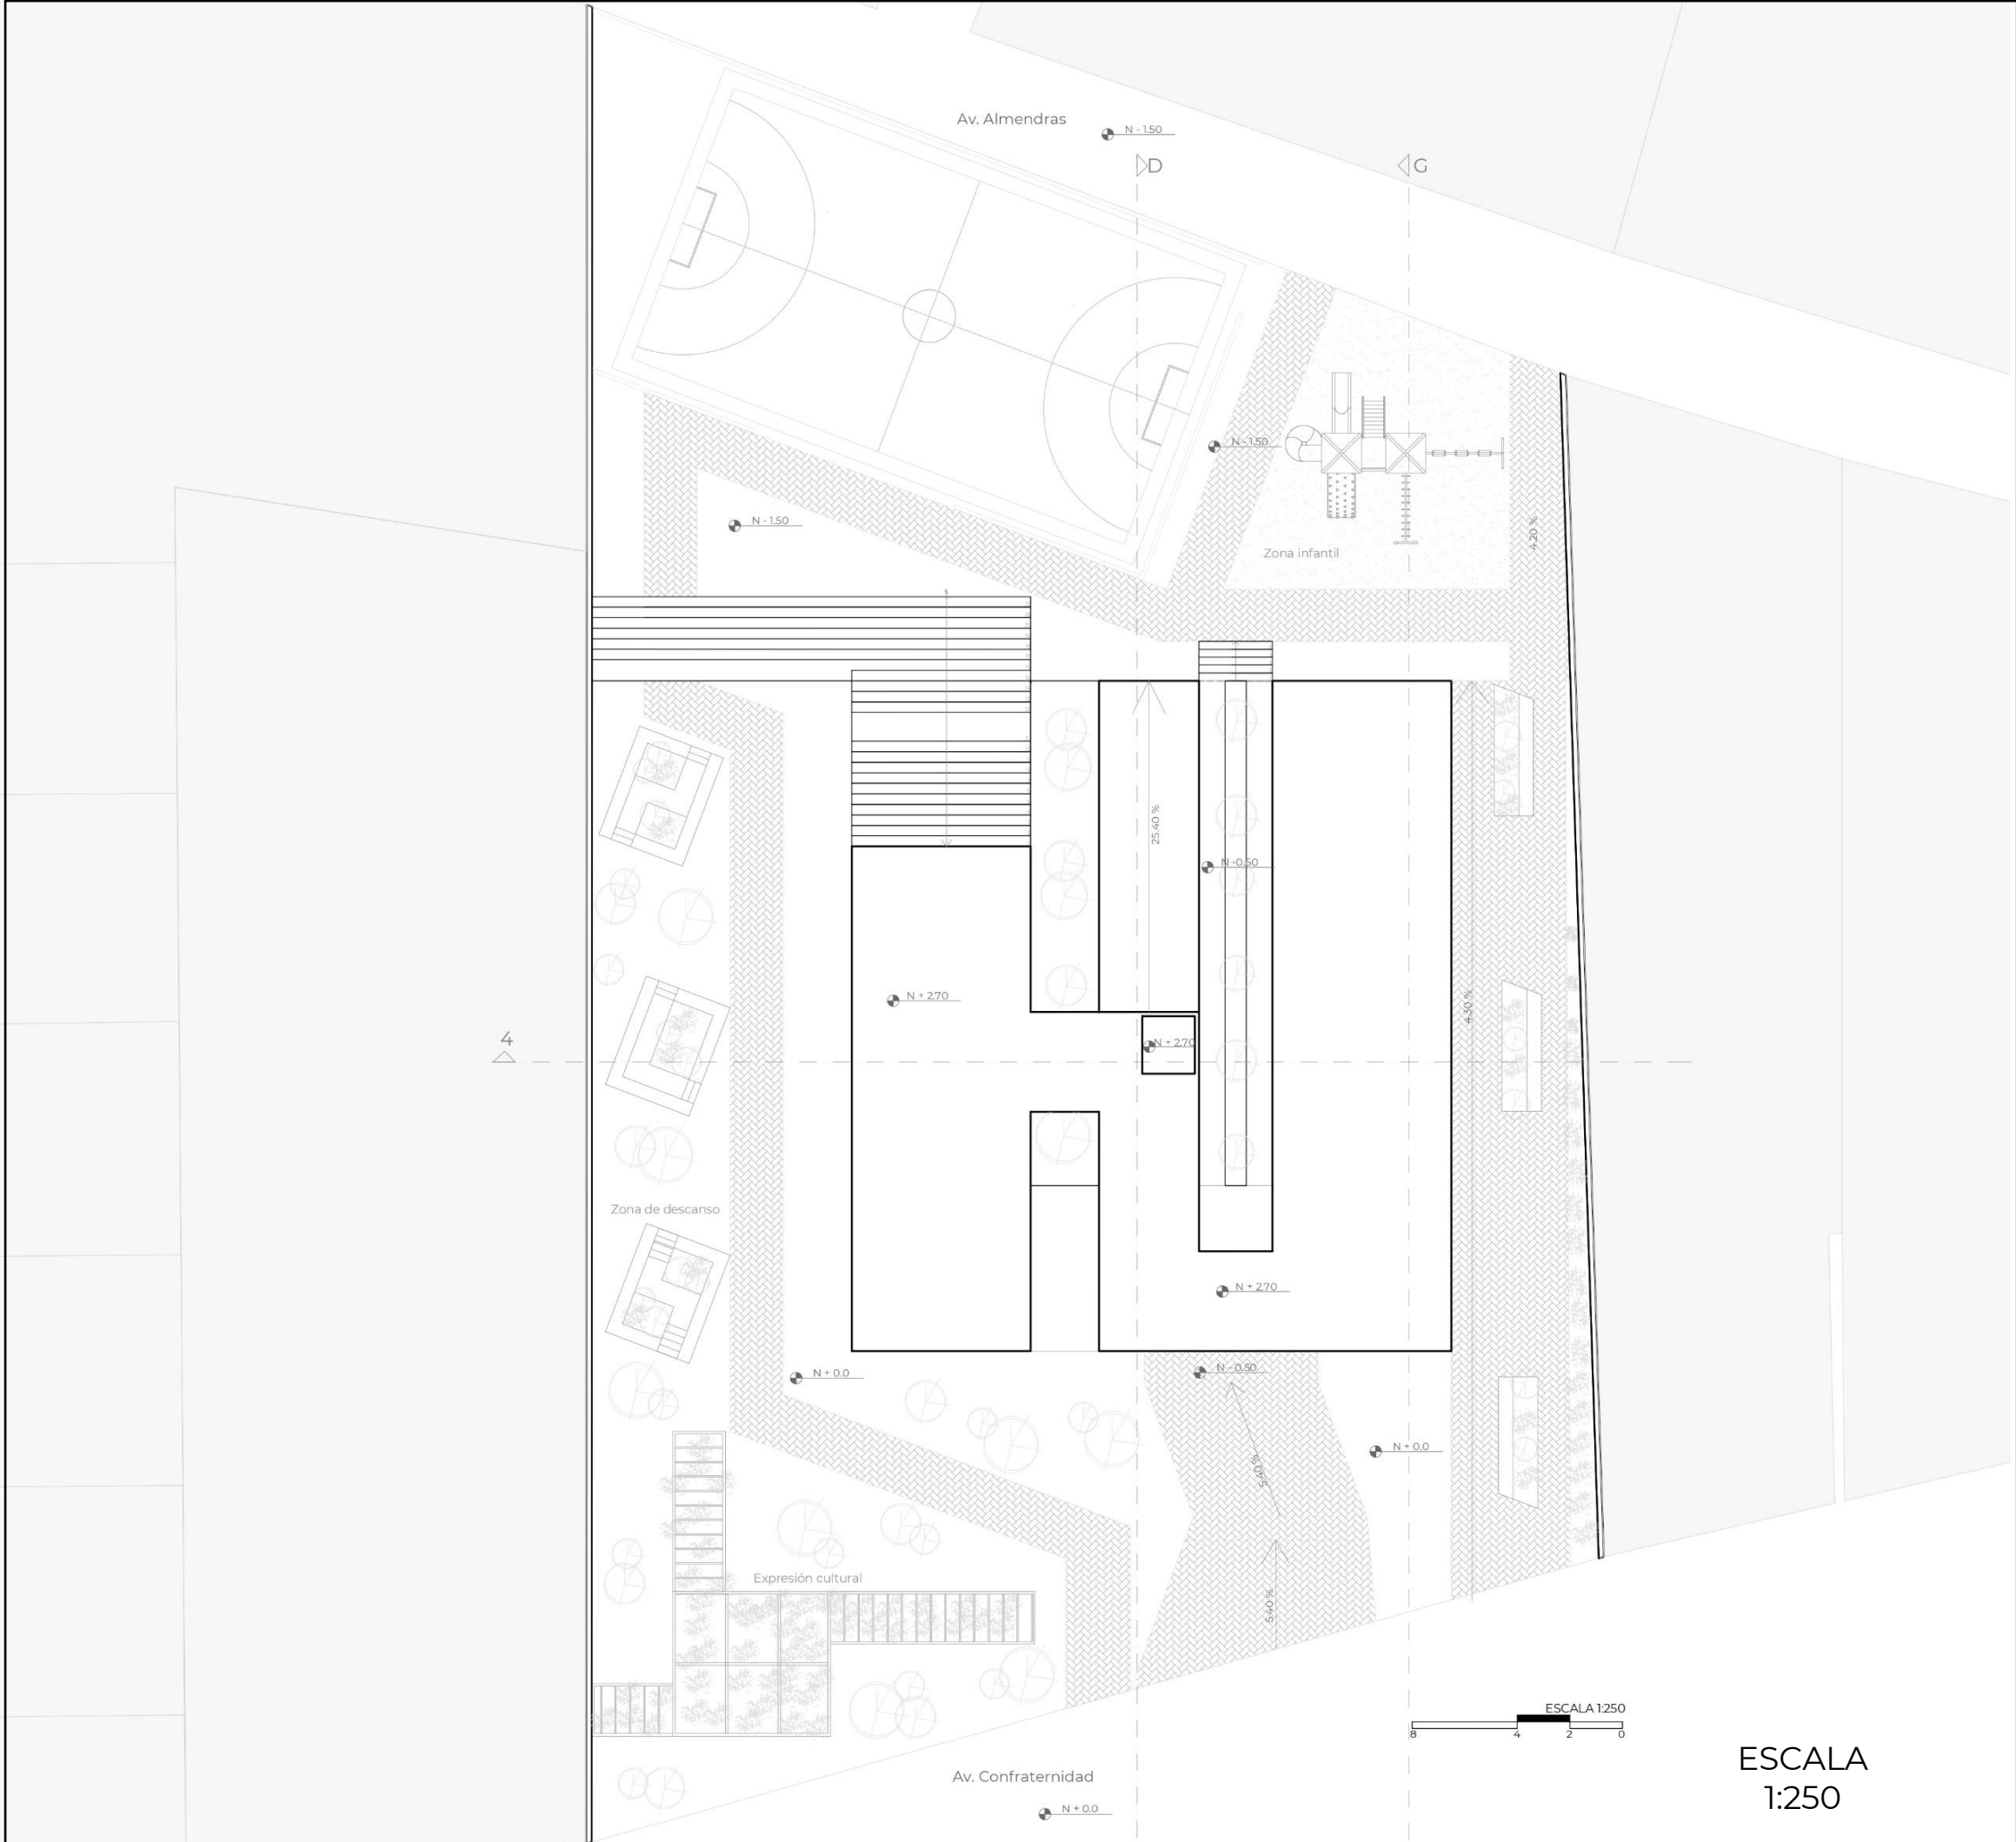 Av. Almendras
N - 1.50
D
G
N - 1.50
N - 1.50
Zona infantil
4.20 %
25.40 %
N -0.50
N + 2.70
4.30 %
4
N + 2.70
Zona de descanso
N + 2.70
N - 0.50
N + 0.0
N + 0.0
5.40 %
Expresión cultural
5.40 %
ESCALA 1:250
8 4 2 0
ESCALA
1:250
Av. Confraternidad
N + 0.0